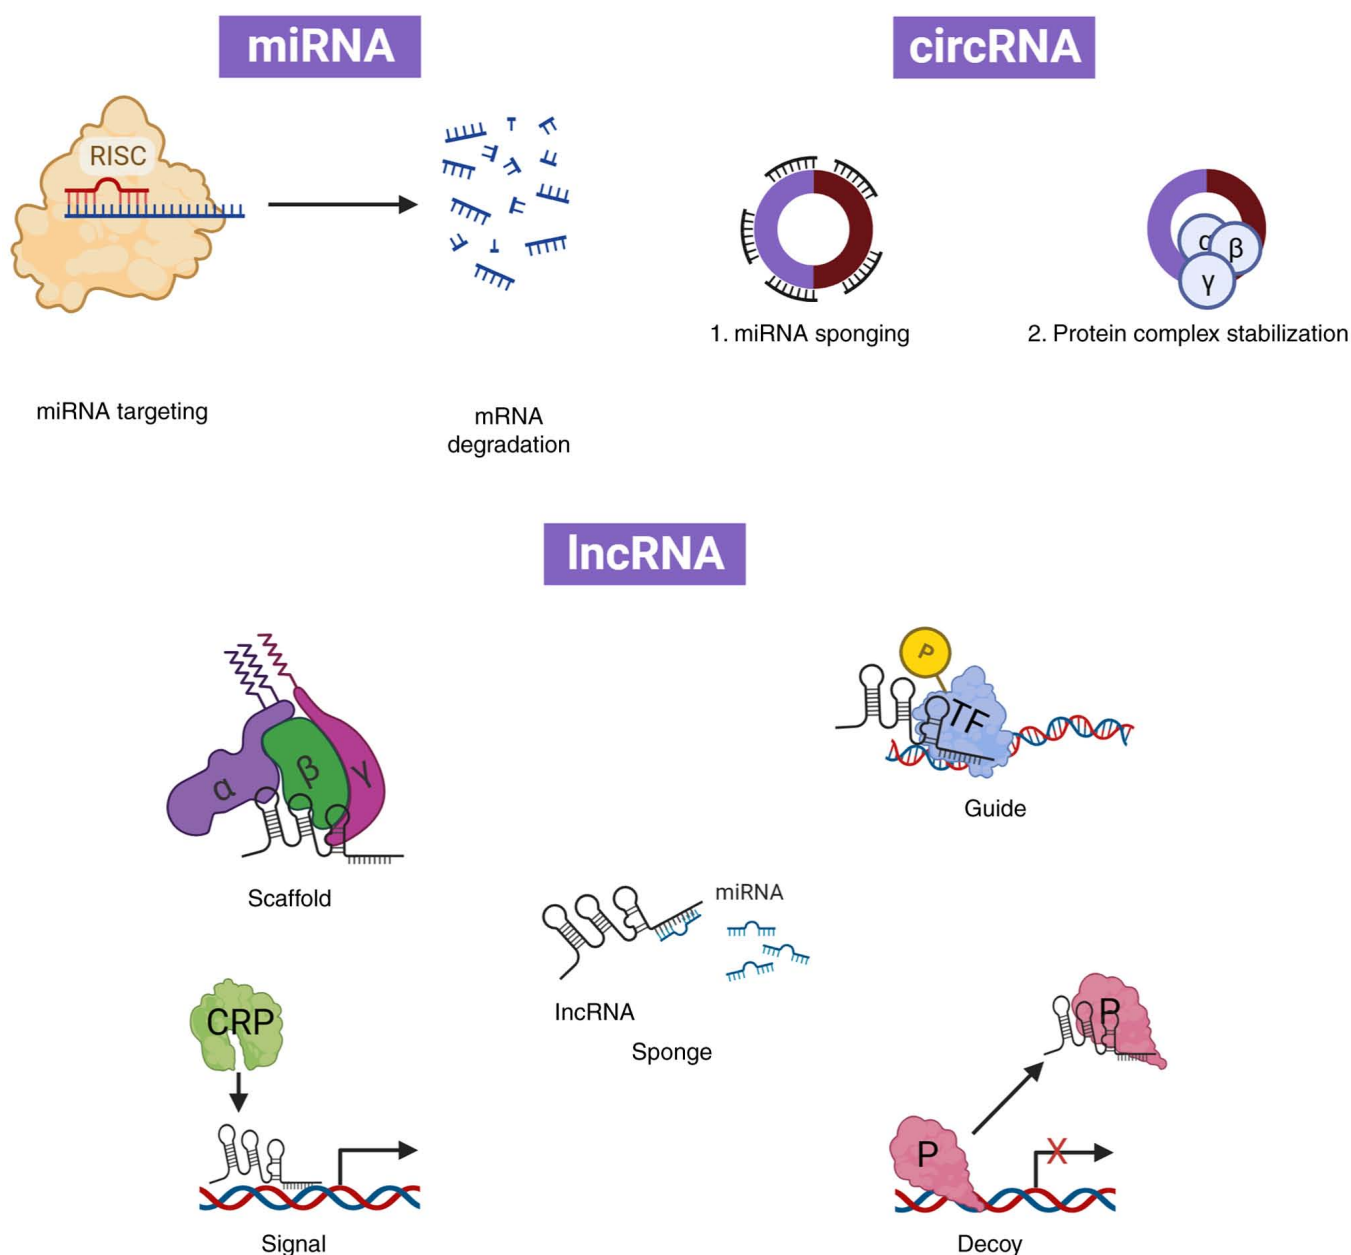 miRNA
circRNA
RISC
α
β
γ
1. miRNA sponging
2. Protein complex stabilization
miRNA targeting
mRNA
degradation
lncRNA
P
TF
α
β
γ
Guide
Scaffold
miRNA
lncRNA
Sponge
CRP
P
P
X
Signal
Decoy